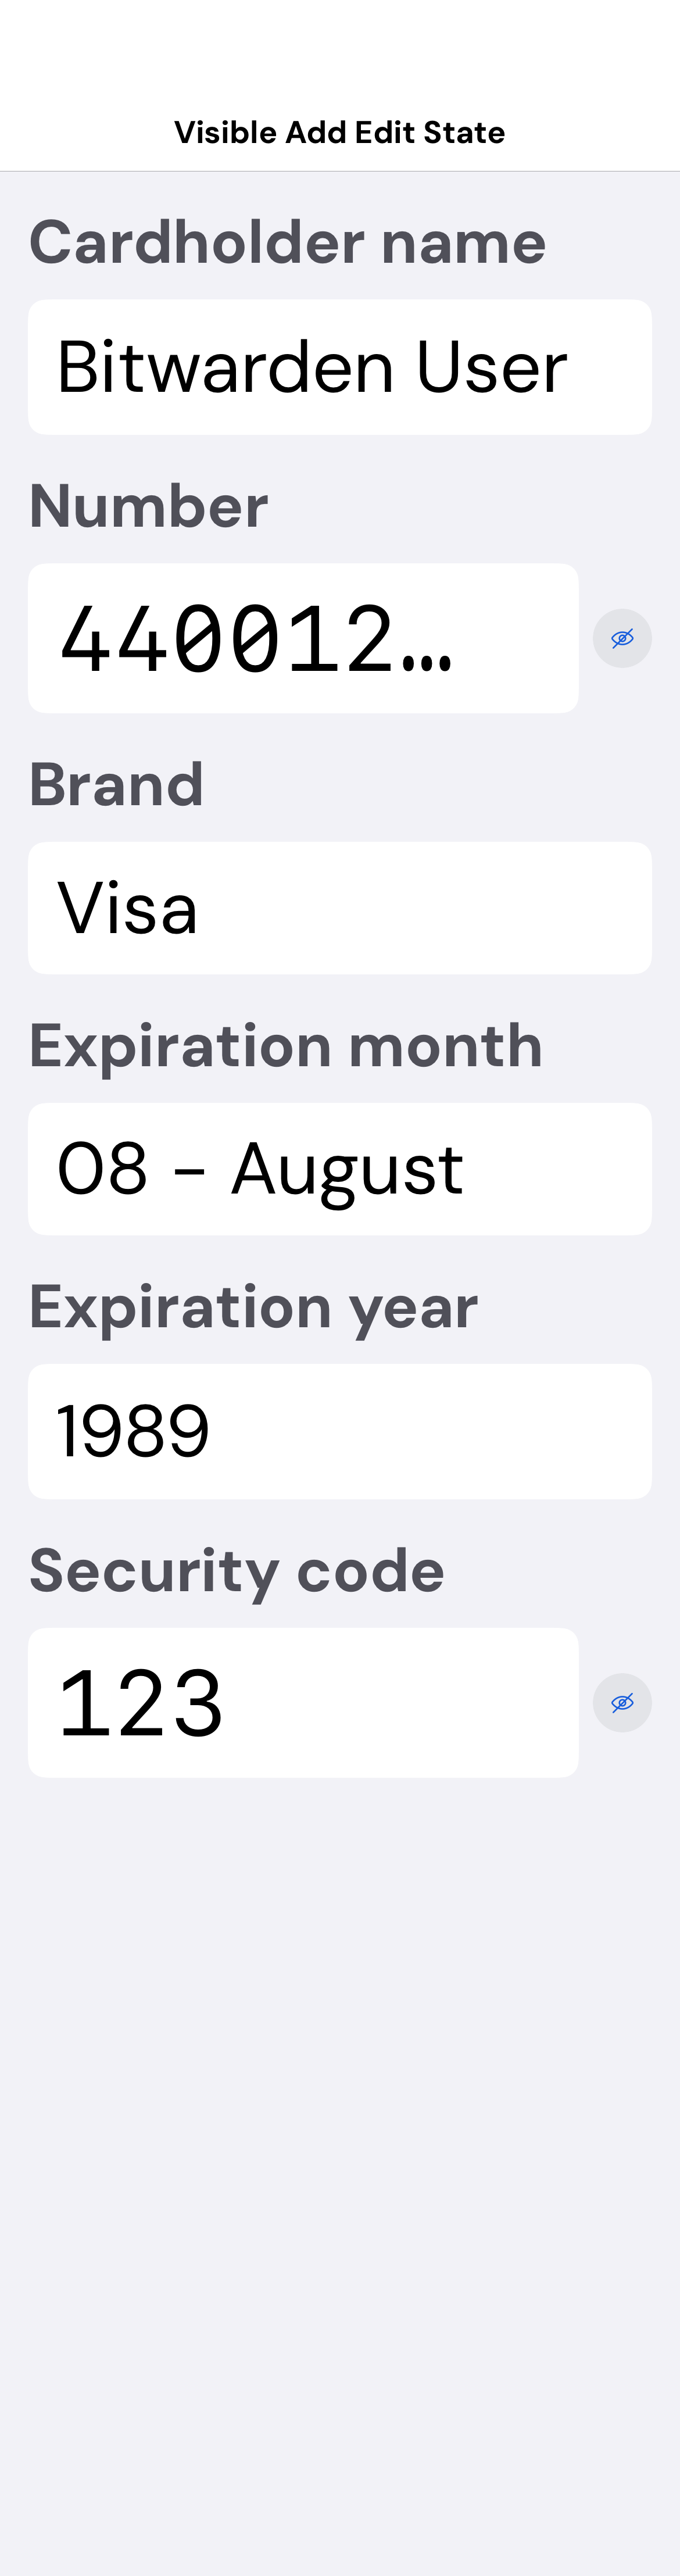 Visible Add Edit State
Cardholder name
Bitwarden User
Number
440012…
Brand
Visa
Expiration month
08 – August
Expiration year
1989
Security code
123